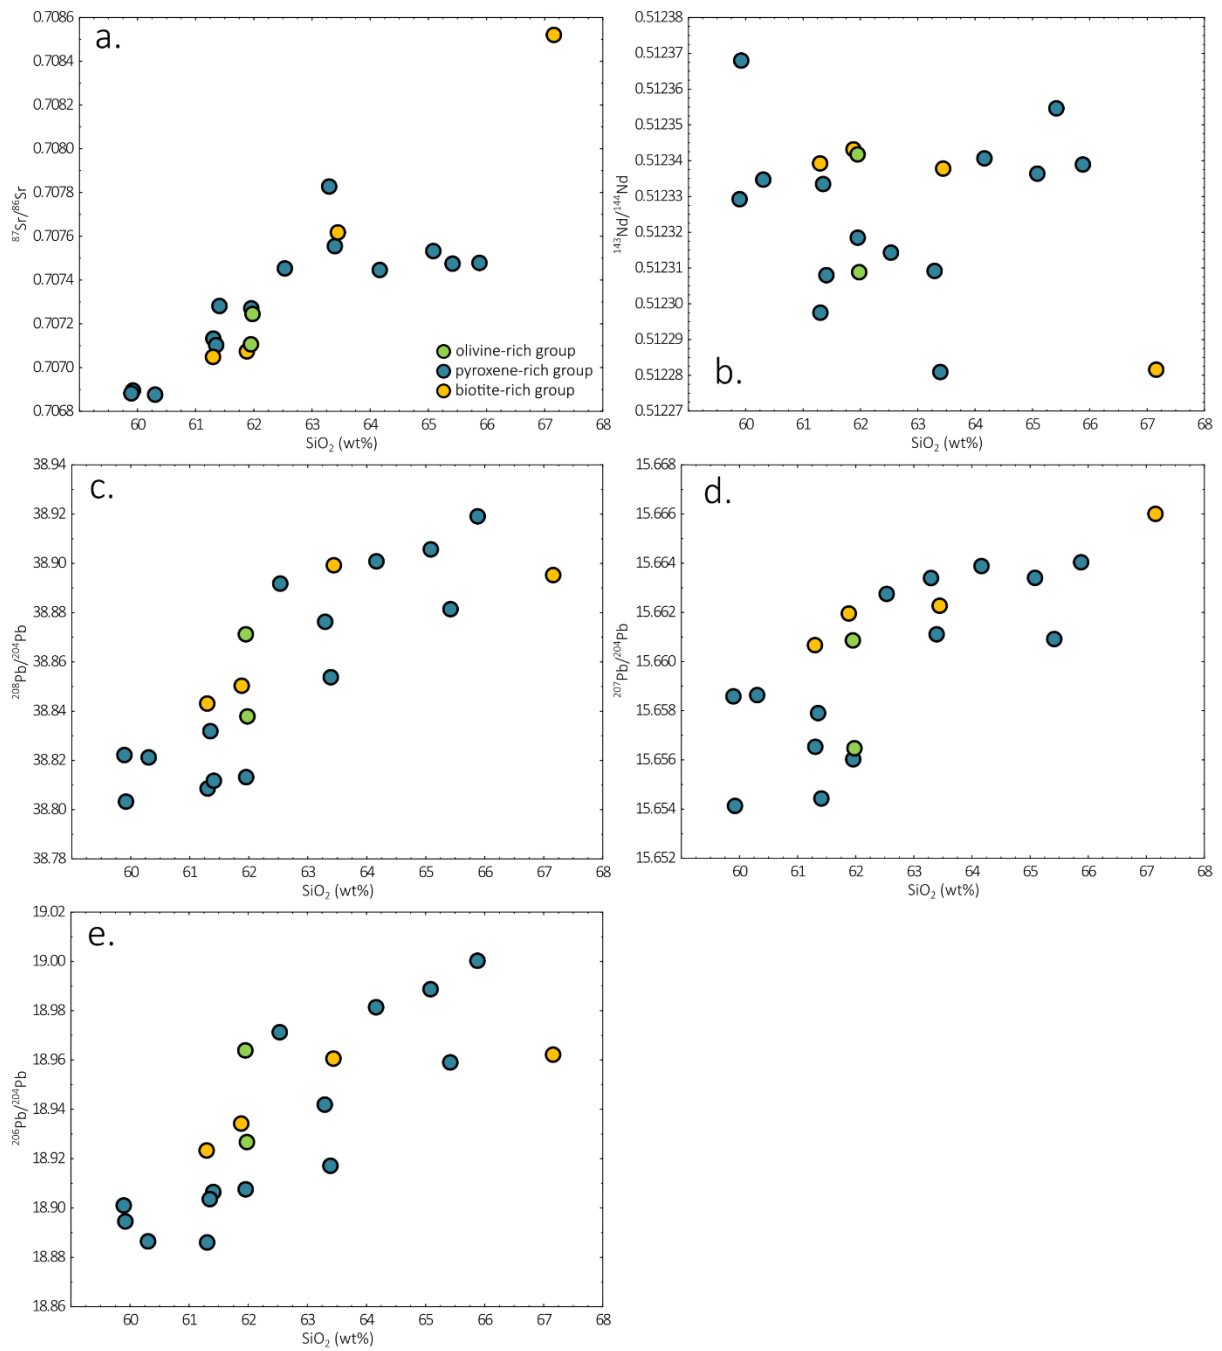 a.
0.7086
0.7084
0.7082
0.7080
0.7078
0.7076
0.7074
0.7072
0.7070
0.7068
87Sr/86Sr
olivine-rich group
pyroxene-rich group
biotite-rich group
60 61 62 63 64 65 66 67 68
SiO2 (wt%)
b.
0.51238
0.51237
0.51236
0.51235
0.51234
0.51233
0.51232
0.51231
0.51230
0.51229
0.51228
0.51227
143Nd/144Nd
60 61 62 63 64 65 66 67 68
SiO2 (wt%)
c.
38.94
38.92
38.90
38.88
38.86
38.84
38.82
38.80
38.78
208Pb/204Pb
60 61 62 63 64 65 66 67 68
SiO2 (wt%)
d.
15.668
15.666
15.664
15.662
15.660
15.658
15.656
15.654
15.652
207Pb/204Pb
60 61 62 63 64 65 66 67 68
SiO2 (wt%)
e.
19.02
19.00
18.98
18.96
18.94
18.92
18.90
18.88
18.86
206Pb/204Pb
60 61 62 63 64 65 66 67 68
SiO2 (wt%)